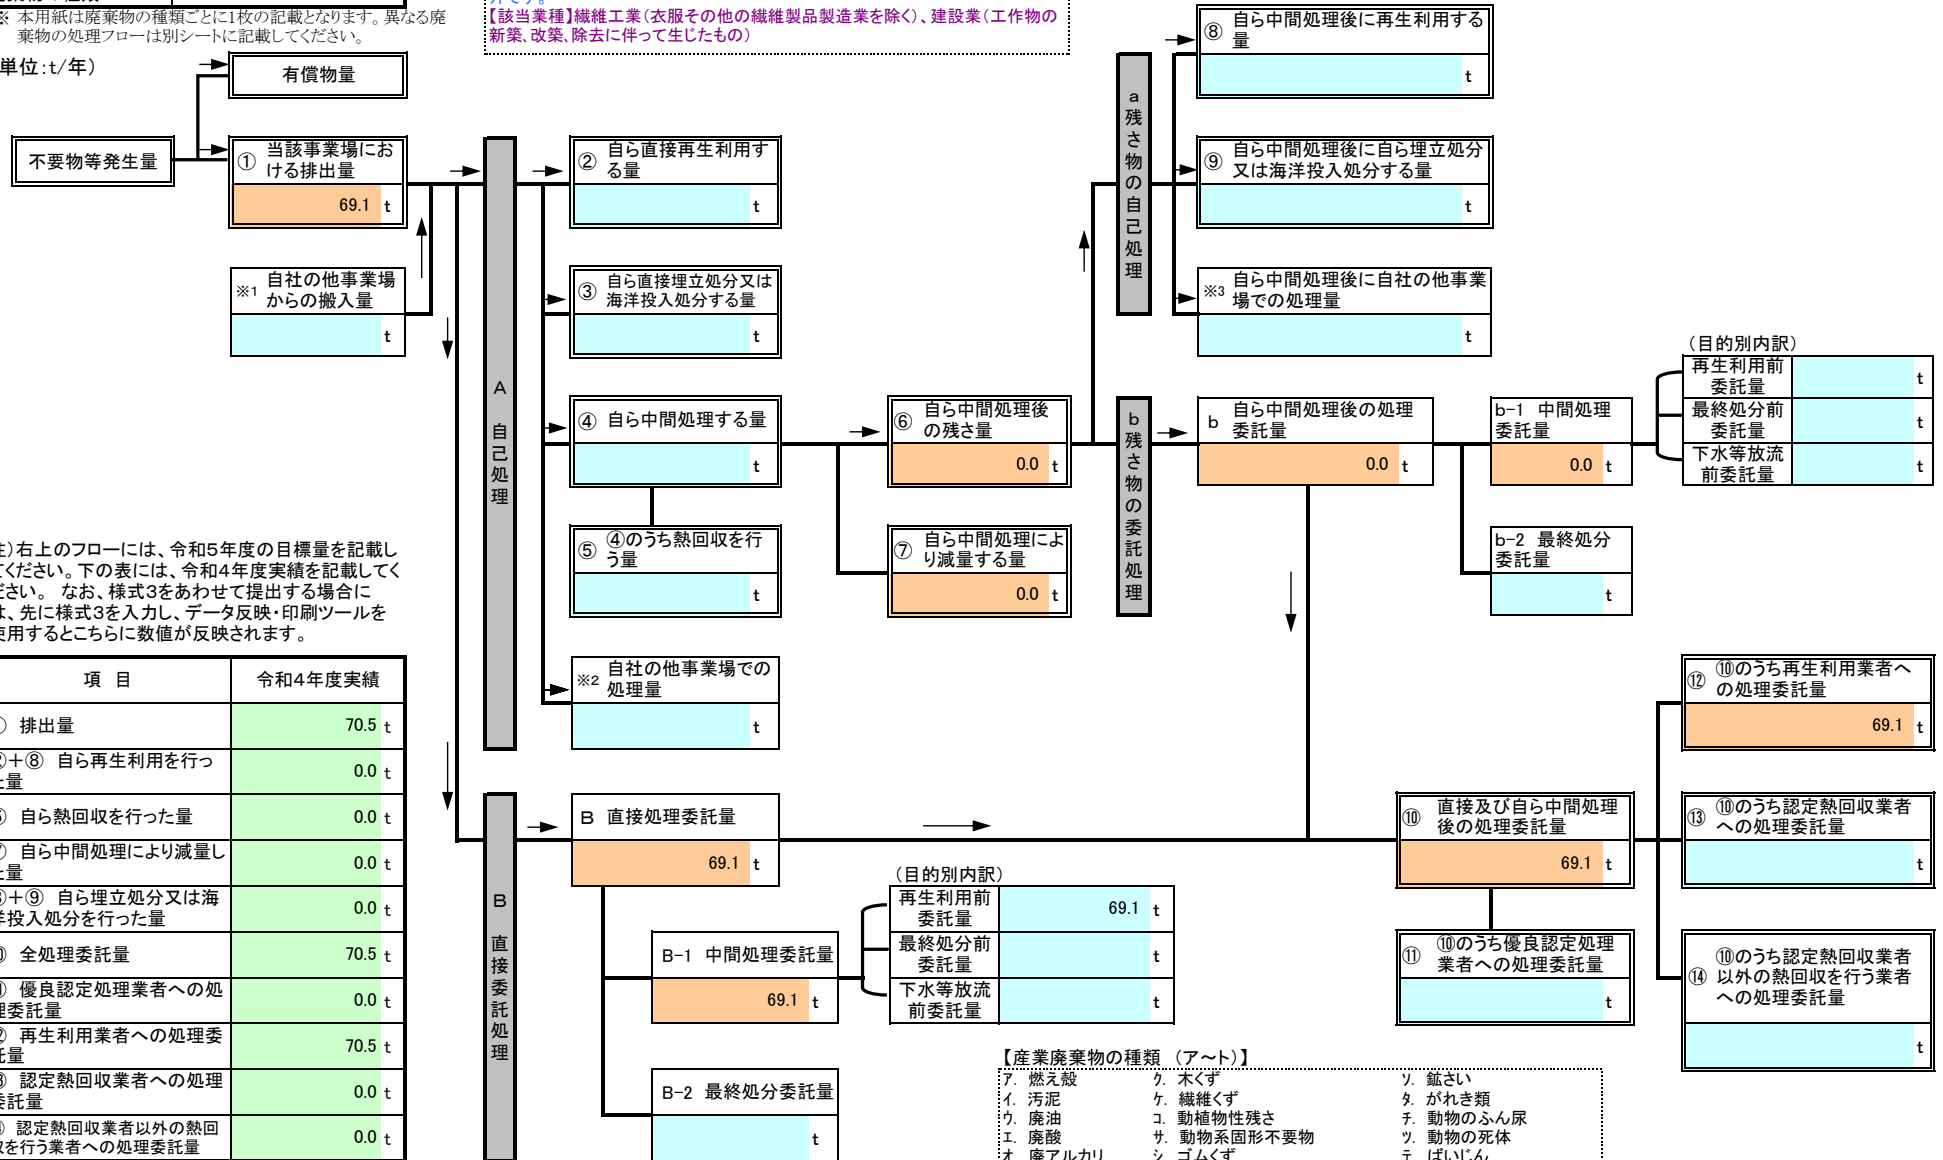 ※ 本用紙は廃棄物の種類ごとに1枚の記載となります。異なる廃
棄物の処理フローは別シートに記載してください。
単位:t/年)
【該当業種】繊維工業(衣服その他の繊維製品製造業を除く)、建設業(工作物の
新築、改築、除去に伴って生じたもの)
有償物量
不要物等発生量
① 当該事業場にお
ける排出量
69.1 t
※1 自社の他事業場
からの搬入量
t
A 自己処理
② 自ら直接再生利用す
る量
t
③ 自ら直接埋立処分又は
海洋投入処分する量
t
④ 自ら中間処理する量
t
⑤ ④のうち熱回収を行
う量
t
※2 自社の他事業場での
処理量
t
⑥ 自ら中間処理後
の残さ量
0.0 t
⑦ 自ら中間処理によ
り減量する量
0.0 t
a 残さ物の自己処理
⑧ 自ら中間処理後に再生利用する
量
t
⑨ 自ら中間処理後に自ら埋立処分
又は海洋投入処分する量
t
※3 自ら中間処理後に自社の他事業
場での処理量
t
b 残さ物の委託処理
b 自ら中間処理後の処理
委託量
0.0 t
b-1 中間処理
委託量
0.0 t
b-2 最終処分
委託量
t
(目的別内訳)
再生利用前
委託量 t
最終処分前
委託量 t
下水等放流
前委託量 t
)右上のフローには、令和5年度の目標量を記載し
ください。下の表には、令和4年度実績を記載してく
ださい。 なお、様式3をあわせて提出する場合に
は、先に様式3を入力し、データ反映・印刷ツールを
使用するとこちらに数値が反映されます。
項 目 令和4年度実績
排出量 70.5 t
+⑧ 自ら再生利用を行っ
た量 0.0 t
自ら熱回収を行った量 0.0 t
自ら中間処理により減量し
た量 0.0 t
+⑨ 自ら埋立処分又は海
洋投入処分を行った量 0.0 t
全処理委託量 70.5 t
優良認定処理業者への処
理委託量 0.0 t
再生利用業者への処理委
託量 70.5 t
認定熱回収業者への処理
委託量 0.0 t
認定熱回収業者以外の熱回
収を行う業者への処理委託量 0.0 t
B 直接委託処理
B 直接処理委託量
69.1 t
B-1 中間処理委託量
69.1 t
B-2 最終処分委託量
t
(目的別内訳)
再生利用前
委託量 69.1 t
最終処分前
委託量 t
下水等放流
前委託量 t
⑩ 直接及び自ら中間処理
後の処理委託量
69.1 t
⑪ ⑩のうち優良認定処理
業者への処理委託量
t
⑫ ⑩のうち再生利用業者へ
の処理委託量
69.1 t
⑬ ⑩のうち認定熱回収業者
への処理委託量
t
⑭ ⑩のうち認定熱回収業者
以外の熱回収を行う業者
への処理委託量
t
【産業廃棄物の種類 (ア~ト)】
ア. 燃え殻 ク. 木くず ソ. 鉱さい
イ. 汚泥 ケ. 繊維くず タ. がれき類
ウ. 廃油 コ. 動植物性残さ チ. 動物のふん尿
エ. 廃酸 サ. 動物系固形不要物 ツ. 動物の死体
オ. 廃アルカリ シ. ゴムくず テ. ばいじん